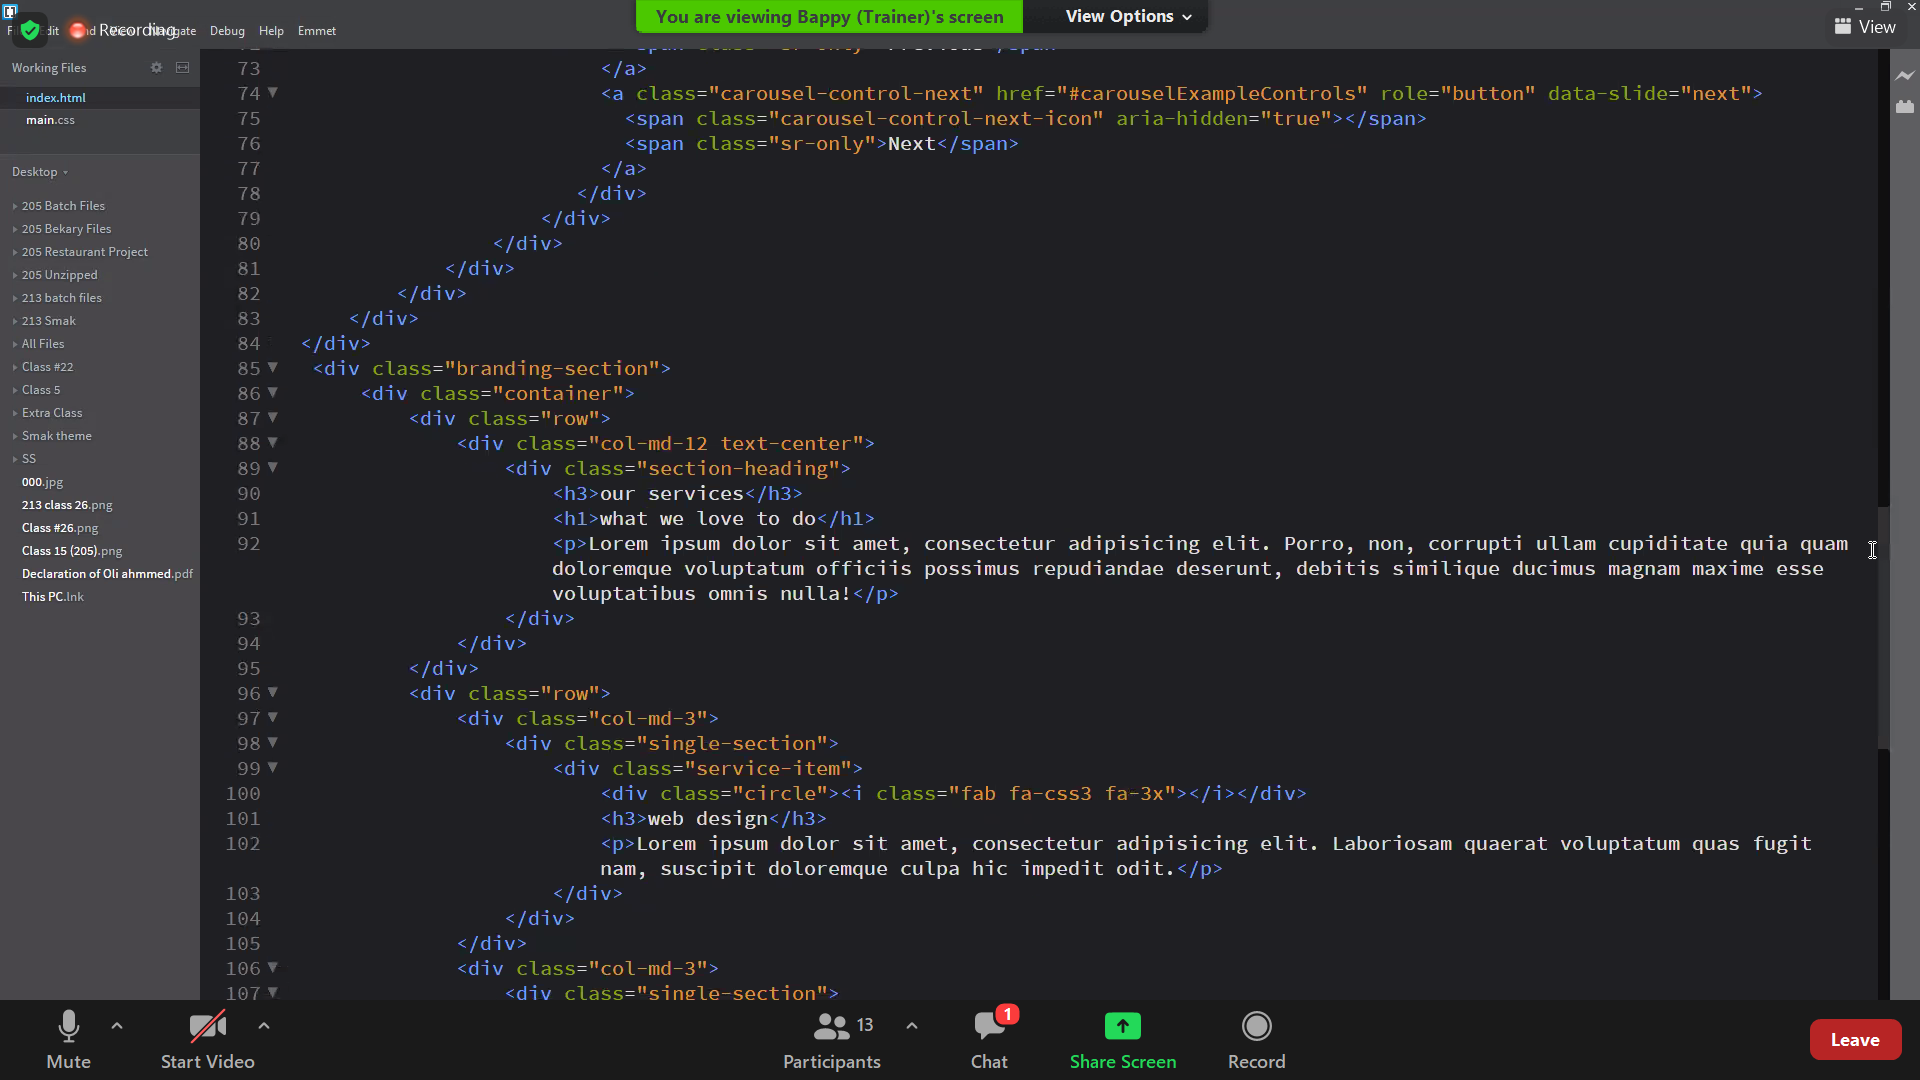 You are viewing Bappy (Trainer)'s screen View Options
Recording
Navigate Debug Help Emmet
View
Working Files
index.html
main.css
Desktop
205 Batch Files
205 Bekary Files
205 Restaurant Project
205 Unzipped
213 batch files
213 Smak
All Files
Class #22
Class 5
Extra Class
Smak theme
SS
000.jpg
213 class 26.png
Class #26.png
Class 15 (205).png
Declaration of Oli ahmmed.pdf
This PC.lnk
73 </a>
74 <a class="carousel-control-next" href="#carouselExampleControls" role="button" data-slide="next">
75 <span class="carousel-control-next-icon" aria-hidden="true"></span>
76 <span class="sr-only">Next</span>
77 </a>
78 </div>
79 </div>
80 </div>
81 </div>
82 </div>
83 </div>
84 </div>
85 <div class="branding-section">
86 <div class="container">
87 <div class="row">
88 <div class="col-md-12 text-center">
89 <div class="section-heading">
90 <h3>our services</h3>
91 <h1>what we love to do</h1>
92 <p>Lorem ipsum dolor sit amet, consectetur adipisicing elit. Porro, non, corrupti ullam cupiditate quia quam
doloremque voluptatum officiis possimus repudiandae deserunt, debitis similique ducimus magnam maxime esse
voluptatibus omnis nulla!</p>
93 </div>
94 </div>
95 </div>
96 <div class="row">
97 <div class="col-md-3">
98 <div class="single-section">
99 <div class="service-item">
100 <div class="circle"><i class="fab fa-css3 fa-3x"></i></div>
101 <h3>web design</h3>
102 <p>Lorem ipsum dolor sit amet, consectetur adipisicing elit. Laboriosam quaerat voluptatum quas fugit
nam, suscipit doloremque culpa hic impedit odit.</p>
103 </div>
104 </div>
105 </div>
106 <div class="col-md-3">
107 <div class="single-section">
Mute
Start Video
13
Participants
1
Chat
Share Screen
Record
Leave